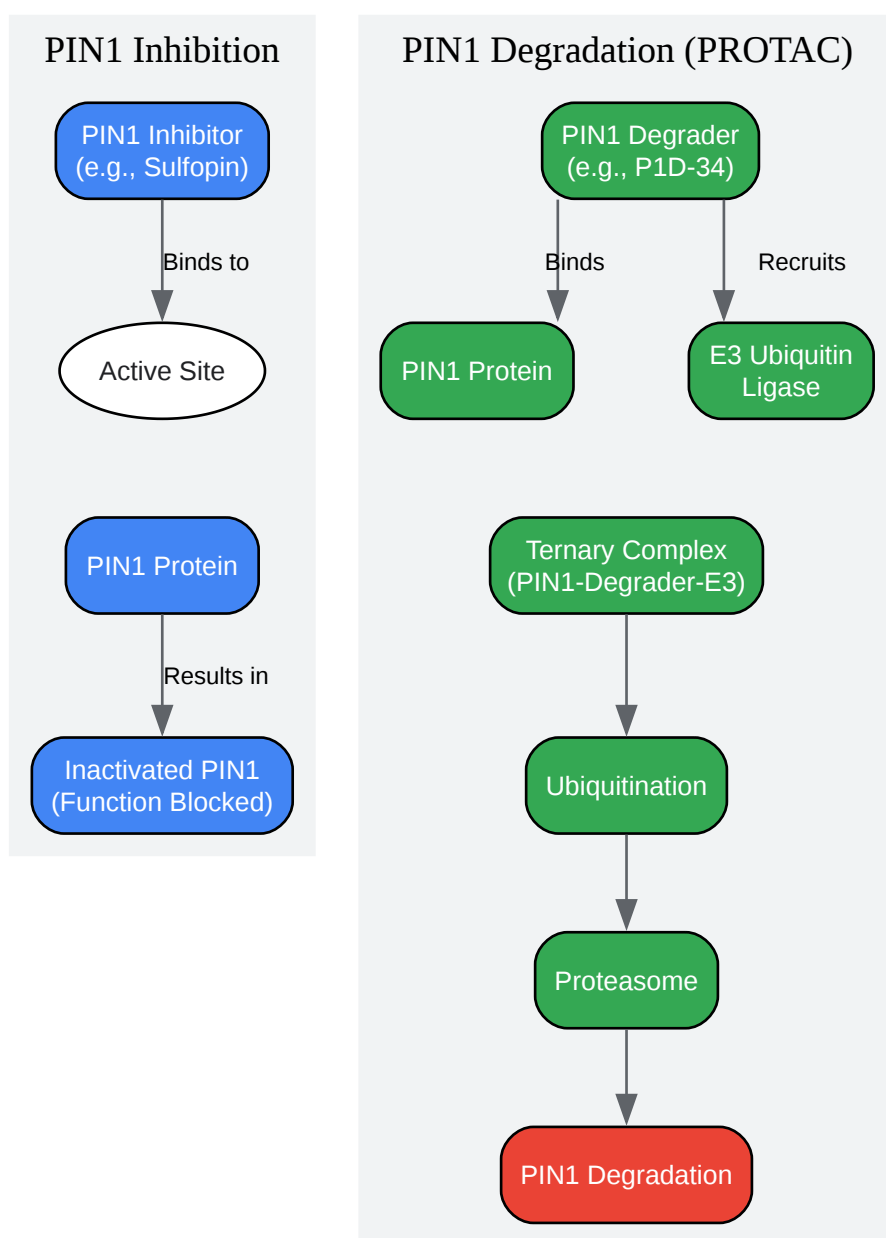 PIN1 Inhibition
PIN1 Inhibitor
(e.g., Sulfopin)
Binds to
Active Site
PIN1 Protein
Results in
Inactivated PIN1
(Function Blocked)
PIN1 Degradation (PROTAC)
PIN1 Degrader
(e.g., P1D-34)
Binds
Recruits
PIN1 Protein
E3 Ubiquitin
Ligase
Ternary Complex
(PIN1-Degrader-E3)
Ubiquitination
Proteasome
PIN1 Degradation